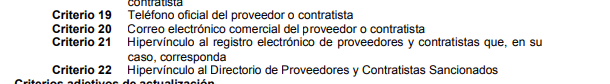 contratista
Criterio 19 Teléfono oficial del proveedor o contratista
Criterio 20 Correo electrónico comercial del proveedor o contratista
Criterio 21 Hipervínculo al registro electrónico de proveedores y contratistas que, en su
caso, corresponda
Criterio 22 Hipervínculo al Directorio de Proveedores y Contratistas Sancionados
Criterios adjetivos de actualización